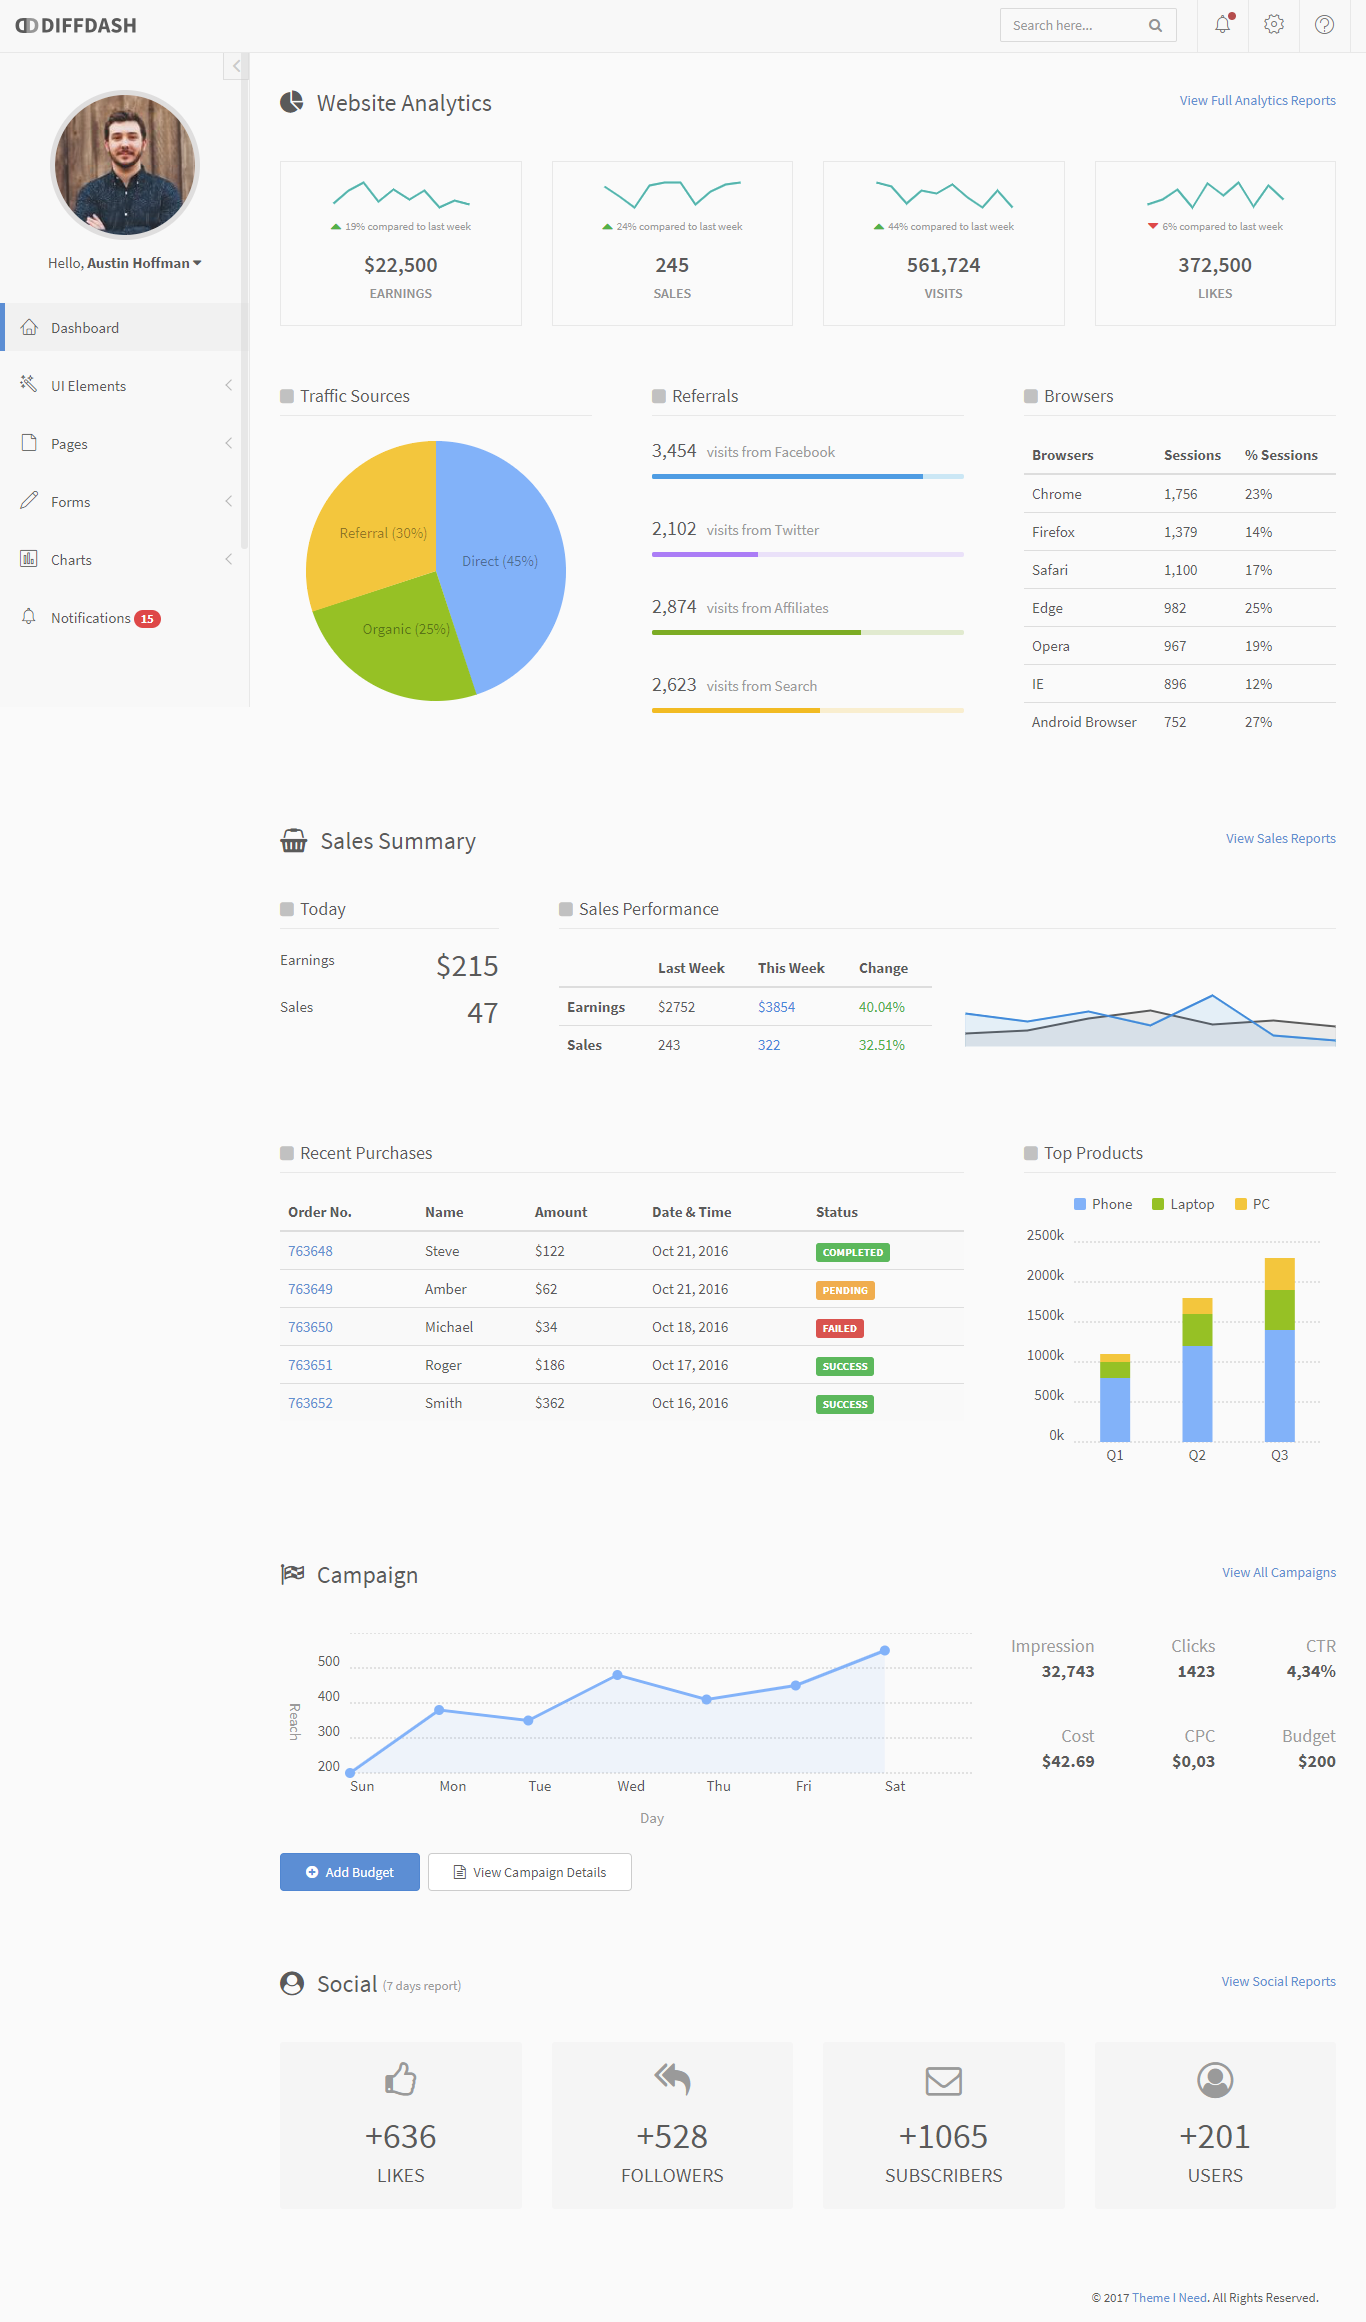 DIFFDASH
Search here...
Hello, Austin Hoffman
Dashboard
UI Elements
Pages
Forms
Charts
Notifications 15
Website Analytics
View Full Analytics Reports
19% compared to last week
$22,500
EARNINGS
24% compared to last week
245
SALES
44% compared to last week
561,724
VISITS
6% compared to last week
372,500
LIKES
Traffic Sources
Referral (30%)
Direct (45%)
Organic (25%)
Referrals
3,454 visits from Facebook
2,102 visits from Twitter
2,874 visits from Affiliates
2,623 visits from Search
Browsers
Browsers Sessions % Sessions
Chrome 1,756 23%
Firefox 1,379 14%
Safari 1,100 17%
Edge 982 25%
Opera 967 19%
IE 896 12%
Android Browser 752 27%
Sales Summary
View Sales Reports
Today
Earnings $215
Sales 47
Sales Performance
Last Week This Week Change
Earnings $2752 $3854 40.04%
Sales 243 322 32.51%
Recent Purchases
Order No. Name Amount Date & Time Status
763648 Steve $122 Oct 21, 2016 COMPLETED
763649 Amber $62 Oct 21, 2016 PENDING
763650 Michael $34 Oct 18, 2016 FAILED
763651 Roger $186 Oct 17, 2016 SUCCESS
763652 Smith $362 Oct 16, 2016 SUCCESS
Top Products
Phone Laptop PC
2500k
2000k
1500k
1000k
500k
0k
Q1 Q2 Q3
Campaign
View All Campaigns
500
400
300
200
Reach
Sun Mon Tue Wed Thu Fri Sat
Day
Impression Clicks CTR
32,743 1423 4,34%
Cost CPC Budget
$42.69 $0,03 $200
Add Budget
View Campaign Details
Social (7 days report)
View Social Reports
+636
LIKES
+528
FOLLOWERS
+1065
SUBSCRIBERS
+201
USERS
© 2017 Theme I Need. All Rights Reserved.